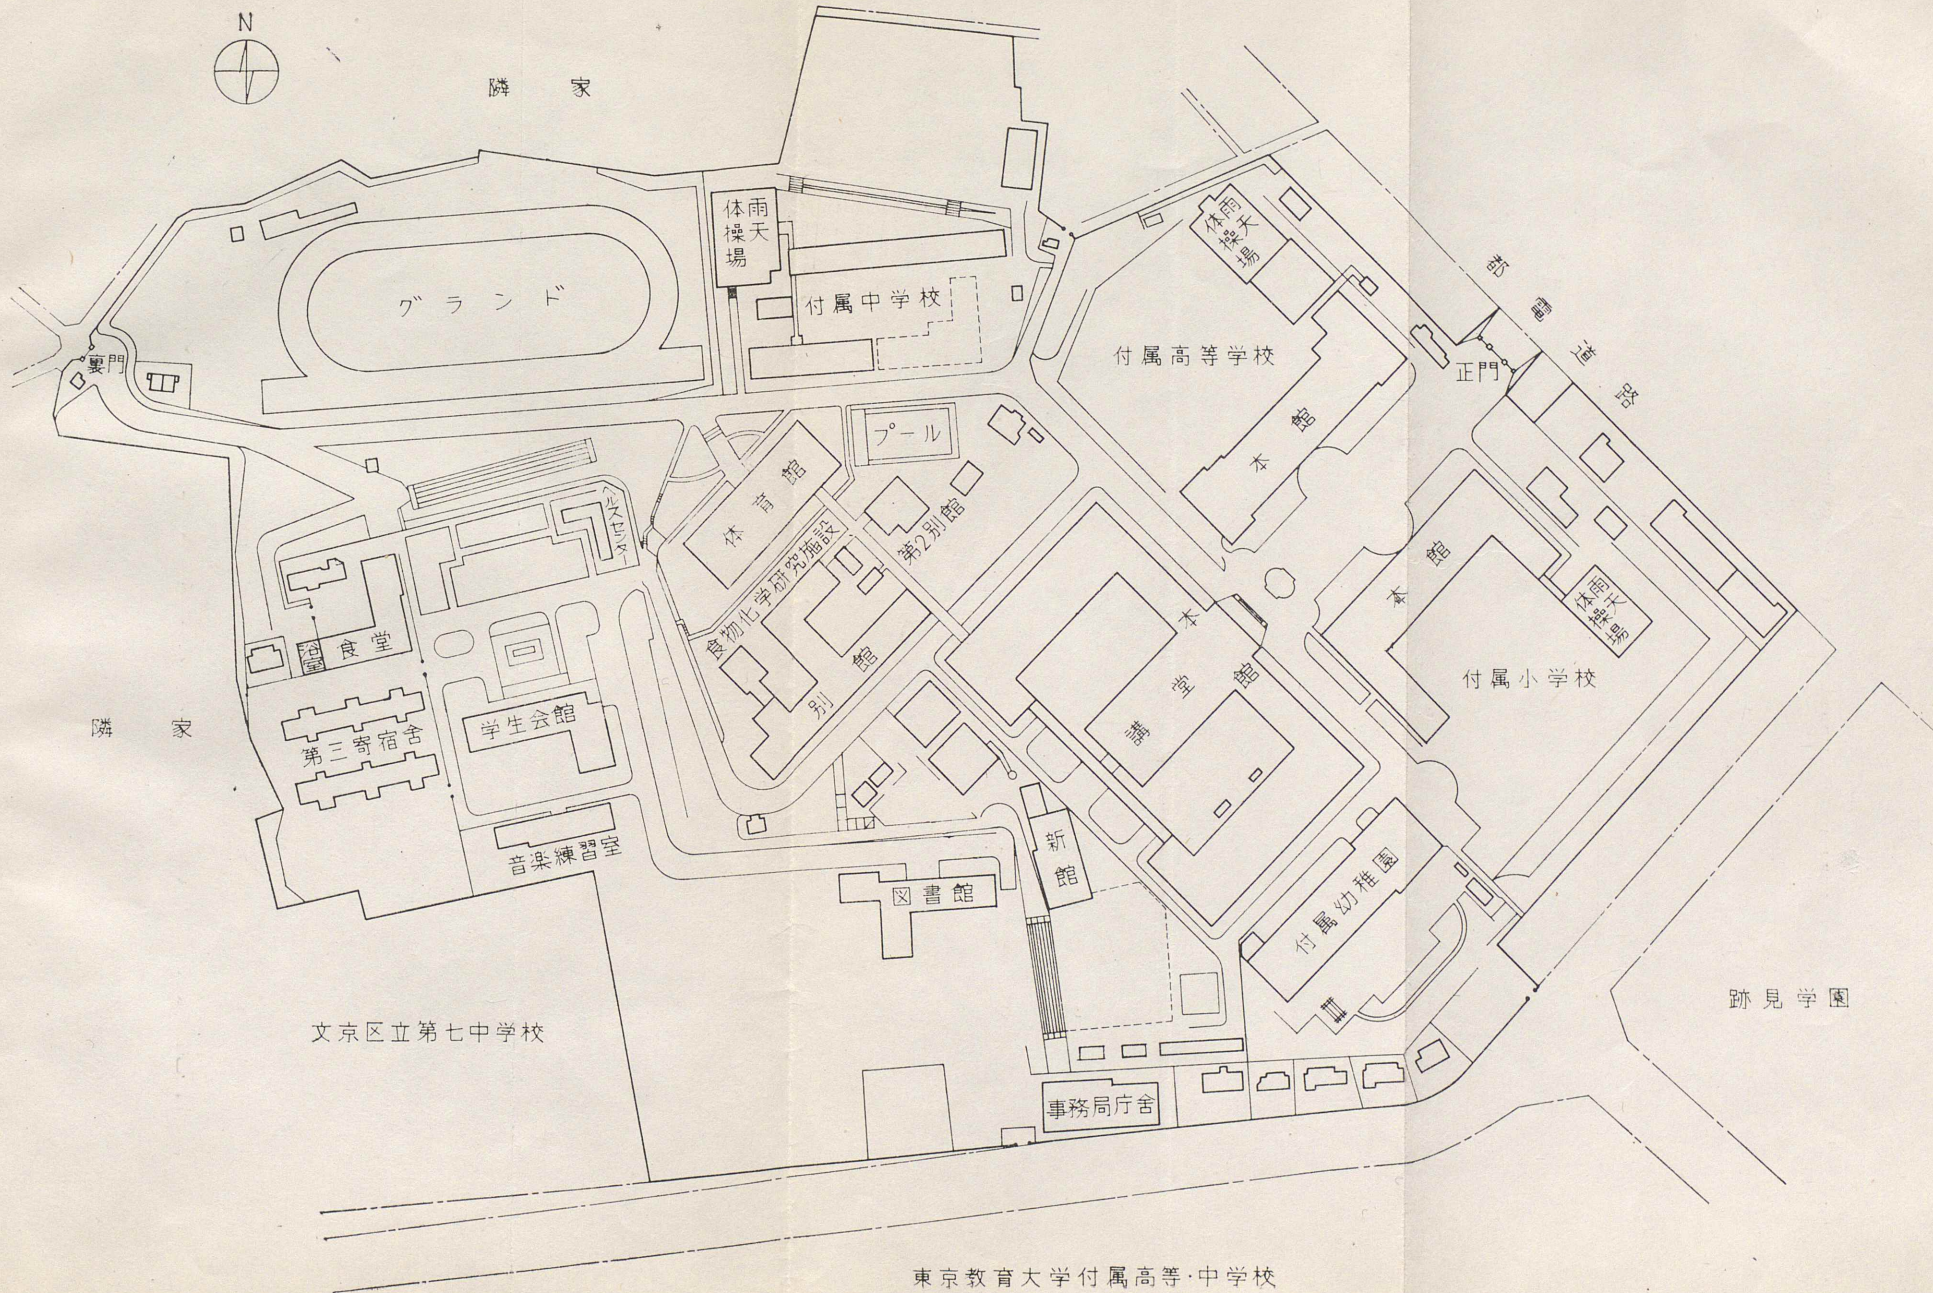 N
隣家
雨天
体操場
雨天
体操場
都電道路
グランド
付属中学校
裏門
付属高等学校
本館
正門
プール
体育館
ヘルスセンター
食物化学研究施設
第2別館
別館
本館
講堂
本館
雨天
体操場
付属小学校
浴室
食堂
隣家
第三寄宿舎
学生会館
音楽練習室
新館
図書館
付属幼稚園
文京区立第七中学校
跡見学園
事務局庁舎
東京教育大学付属高等・中学校